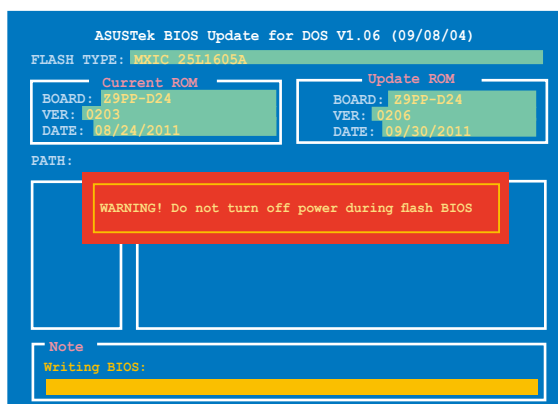 ASUSTek BIOS Update for DOS V1.06 (09/08/04)
FLASH TYPE: MXIC 25L1605A
Current ROM
BOARD: Z9PP-D24
VER: 0203
DATE: 08/24/2011
Update ROM
BOARD: Z9PP-D24
VER: 0206
DATE: 09/30/2011
PATH:
WARNING! Do not turn off power during flash BIOS
Note
Writing BIOS: